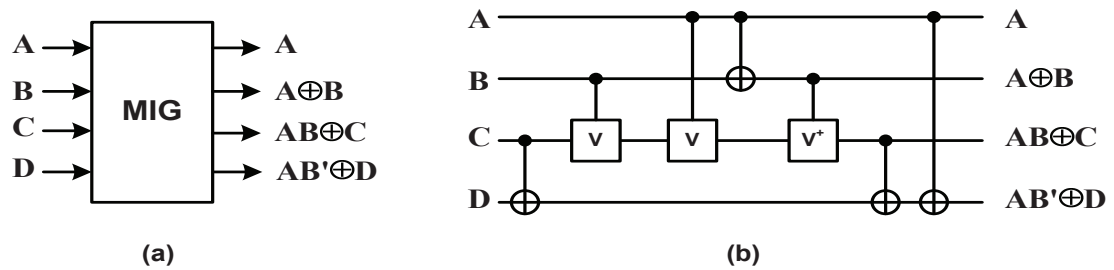 A A
B A⊕B
MIG
C AB⊕C
D AB'⊕D
(a)
A A
B A⊕B
C V V V⁺ AB⊕C
D AB'⊕D
(b)